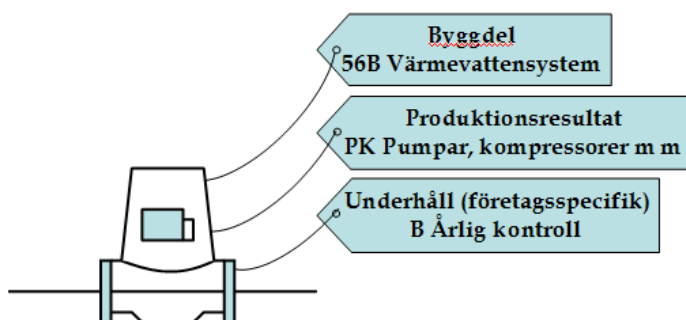 Byggdel
56B Värmevattensystem
Produktionsresultat
PK Pumpar, kompressorer m m
Underhåll (företagsspecifik)
B Årlig kontroll